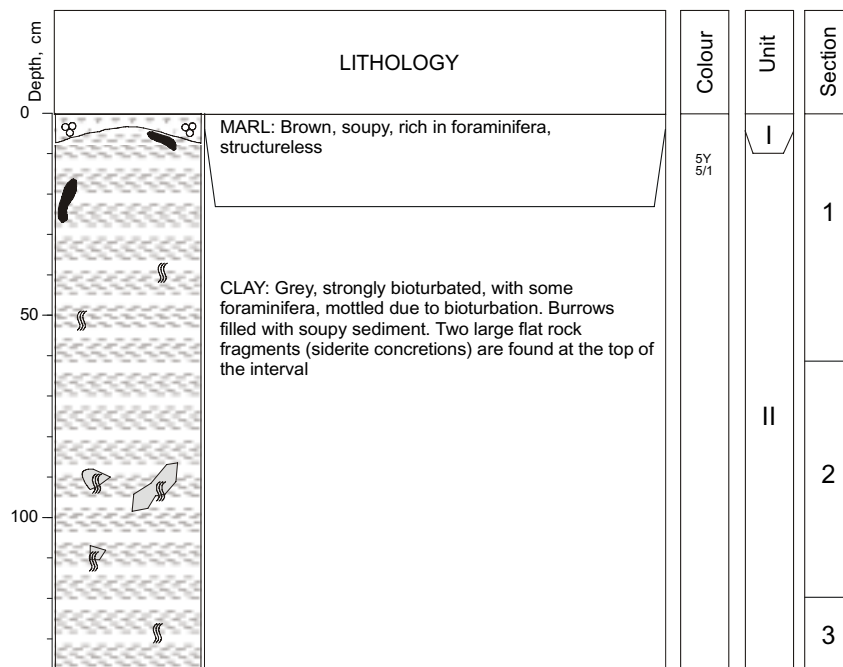 Depth, cm
LITHOLOGY
Colour
Unit
Section
0
MARL: Brown, soupy, rich in foraminifera,
structureless
I
5Y
5/1
1
CLAY: Grey, strongly bioturbated, with some
foraminifera, mottled due to bioturbation. Burrows
filled with soupy sediment. Two large flat rock
fragments (siderite concretions) are found at the top of
the interval
50
II
2
100
3